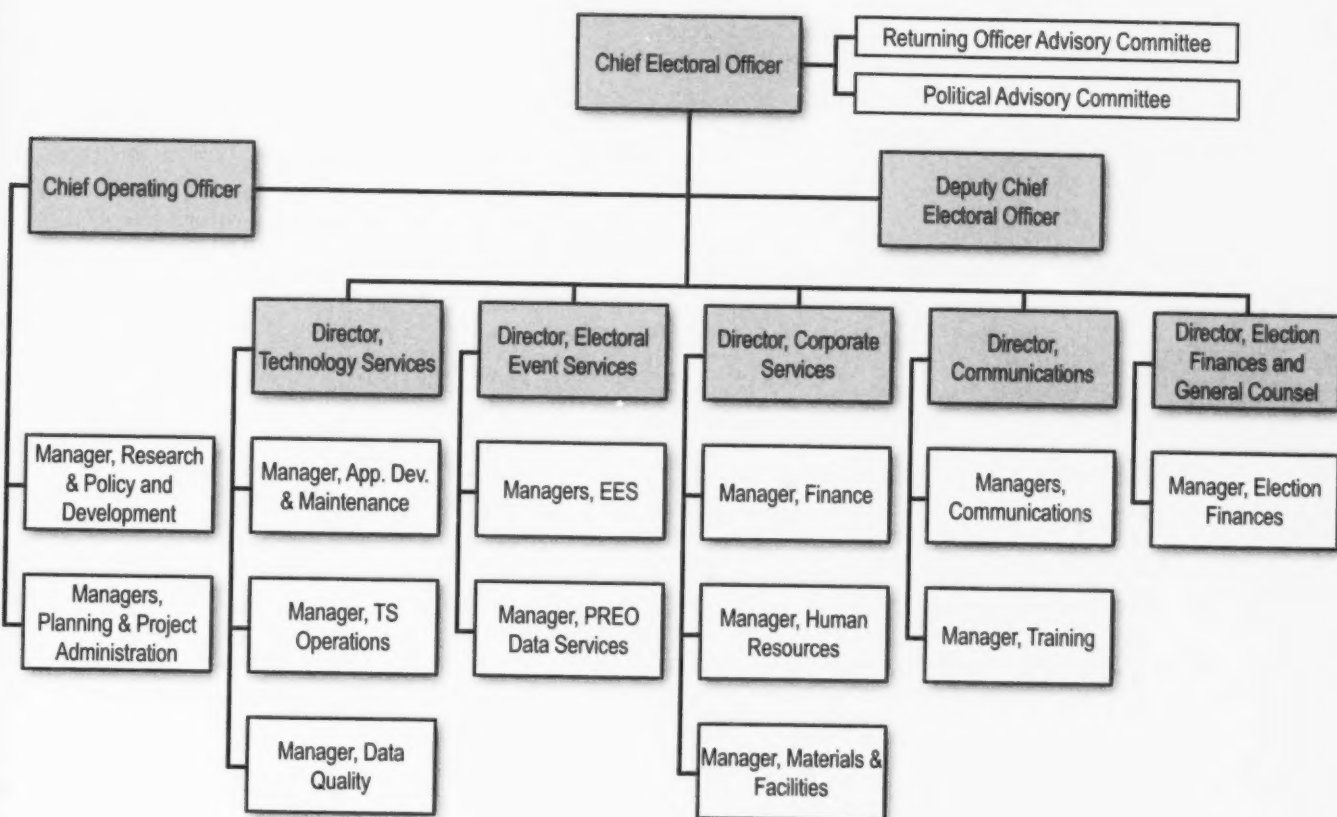 Chief Electoral Officer
Returning Officer Advisory Committee
Political Advisory Committee
Chief Operating Officer
Deputy Chief
Electoral Officer
Director,
Technology Services
Director, Electoral
Event Services
Director, Corporate
Services
Director,
Communications
Director, Election
Finances and
General Counsel
Manager, Research
& Policy and
Development
Manager, App. Dev.
& Maintenance
Managers, EES
Manager, Finance
Managers,
Communications
Manager, Election
Finances
Managers,
Planning & Project
Administration
Manager, TS
Operations
Manager, PREO
Data Services
Manager, Human
Resources
Manager, Training
Manager, Data
Quality
Manager, Materials &
Facilities